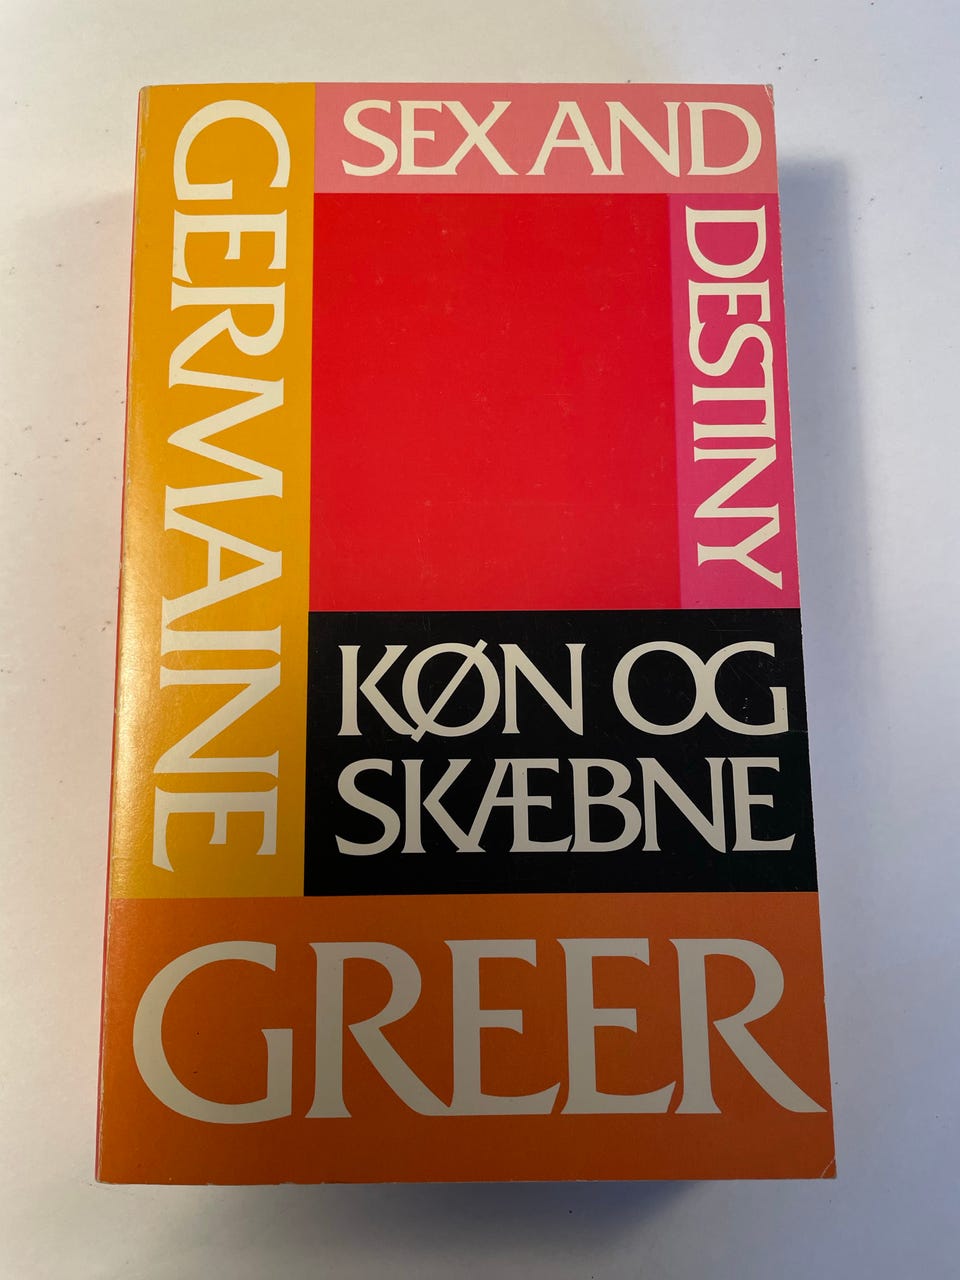 GERMAINE
SEX AND
DESTINY
KØN OG
SKÆBNE
GREER